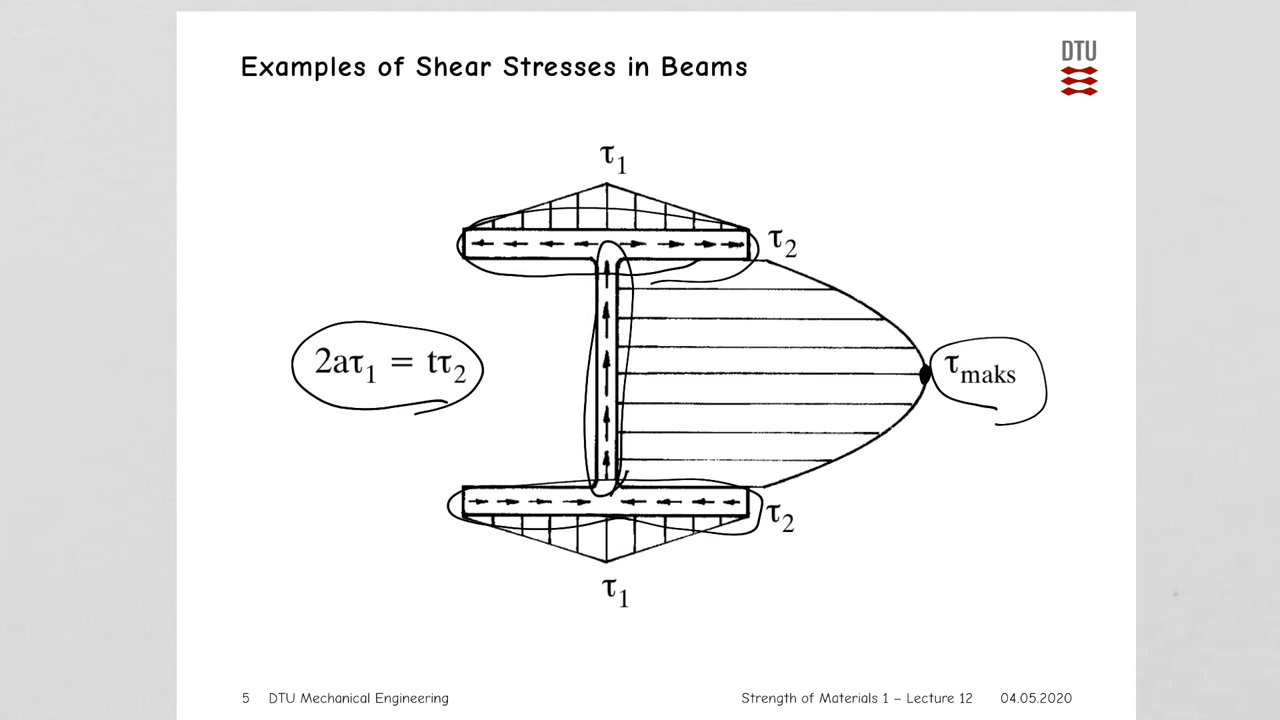 Examples of Shear Stresses in Beams
DTU
τ₁
τ₂
2aτ₁ = tτ₂
τmaks
τ₂
τ₁
5 DTU Mechanical Engineering
Strength of Materials 1 – Lecture 12 04.05.2020